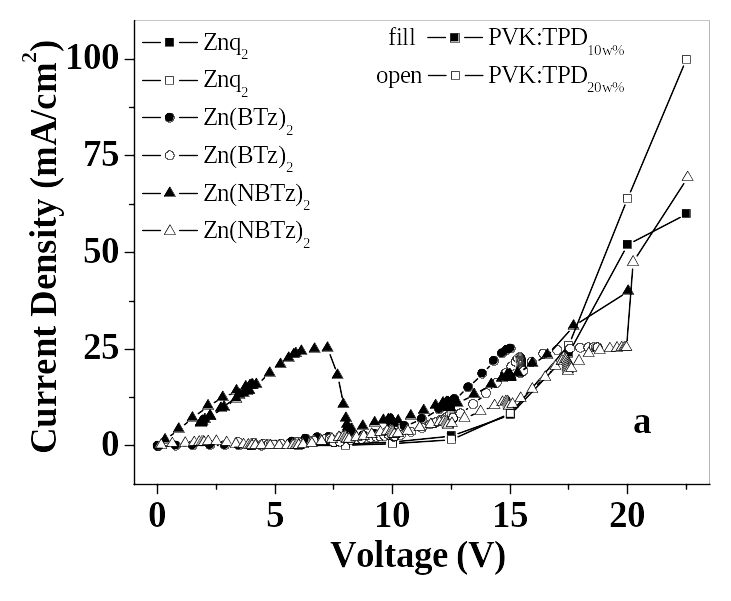 Current Density (mA/cm²)
100
75
50
25
0
Znq₂
Znq₂
Zn(BTz)₂
Zn(BTz)₂
Zn(NBTz)₂
Zn(NBTz)₂
fill PVK:TPD10w%
open PVK:TPD20w%
a
0 5 10 15 20
Voltage (V)